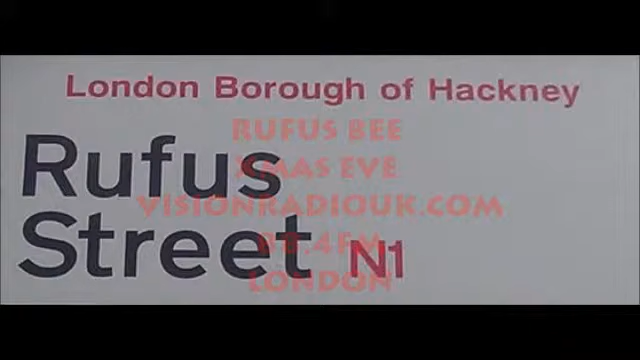 London Borough of Hackney
Rufus
Street N1
RUFUS BEE
XMAS EVE
VISIONRADIOUK.COM
LONDON